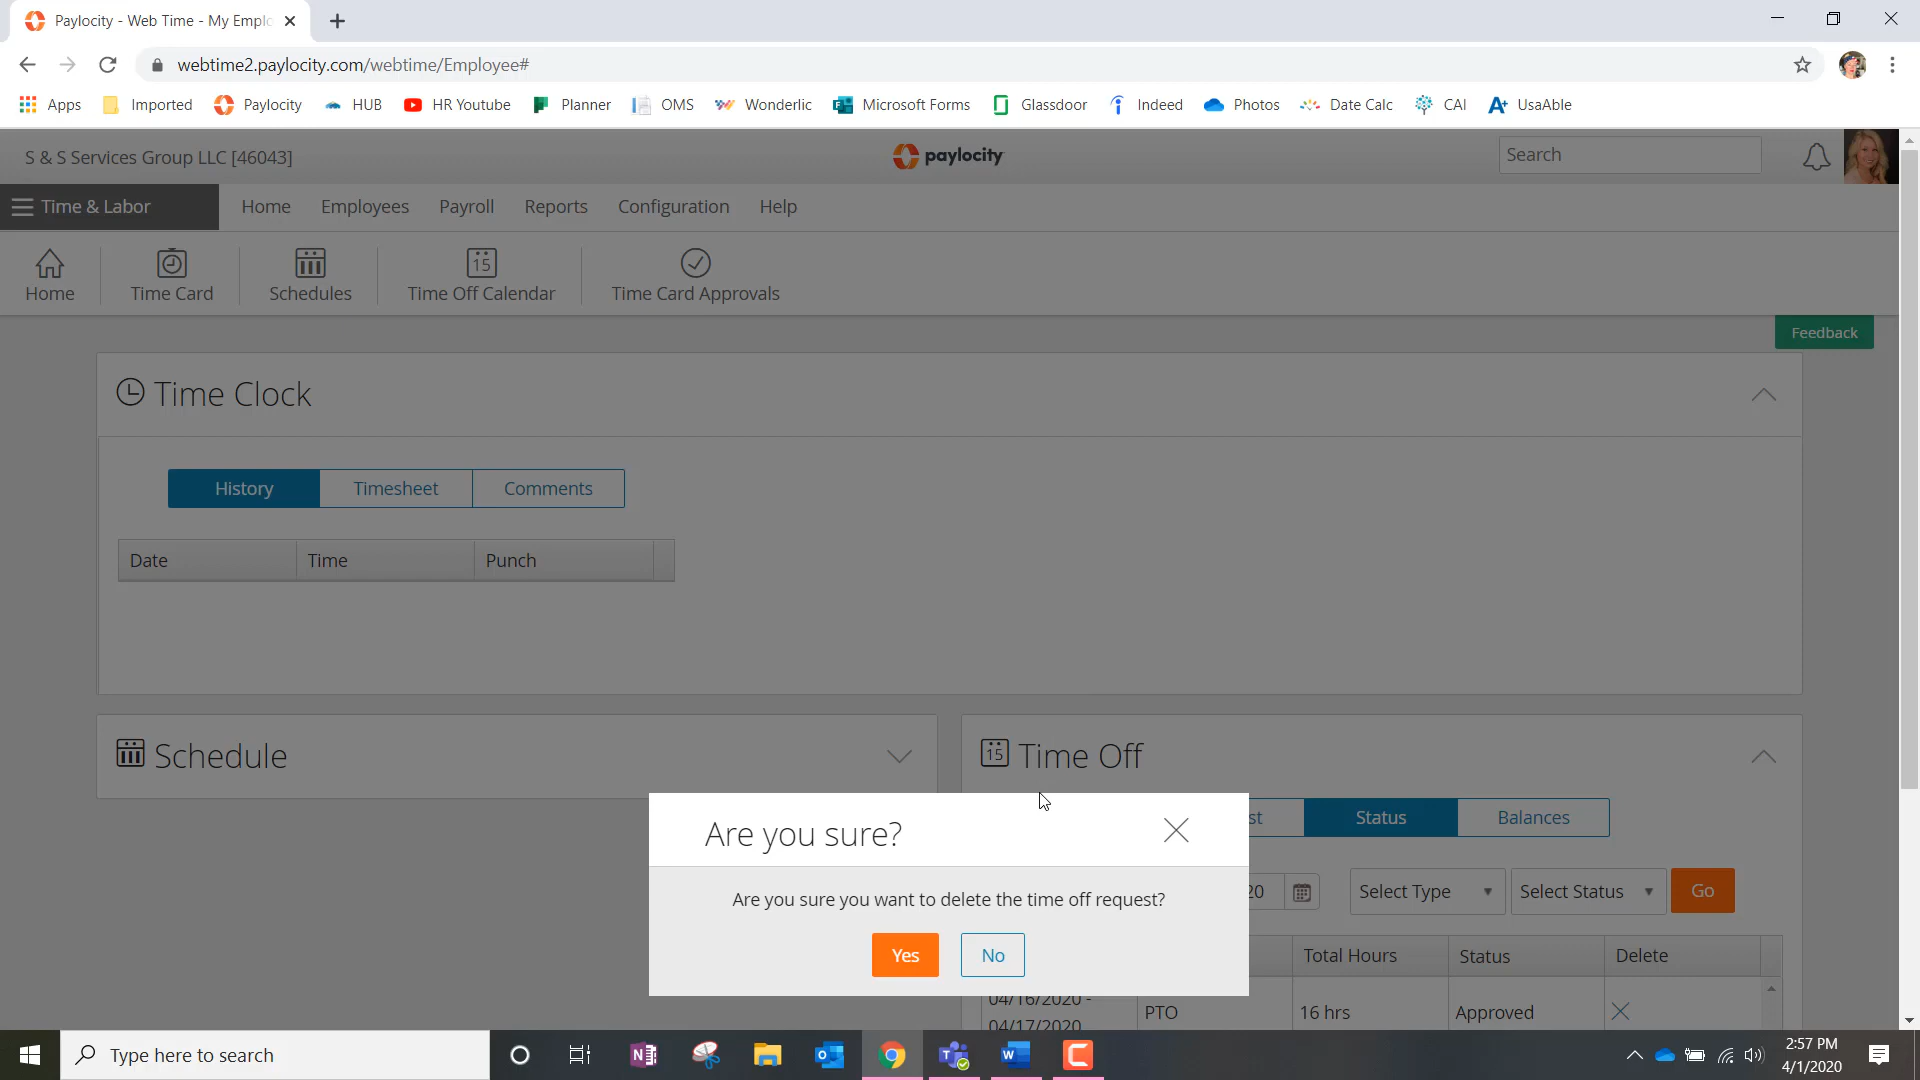 Paylocity - Web Time - My Emplo
webtime2.paylocity.com/webtime/Employee#
Apps Imported Paylocity HUB HR Youtube Planner OMS Wonderlic Microsoft Forms Glassdoor Indeed Photos Date Calc CAI UsaAble
S & S Services Group LLC [46043] paylocity Search
Time & Labor Home Employees Payroll Reports Configuration Help
Home Time Card Schedules 15 Time Off Calendar Time Card Approvals
Feedback
Time Clock
History Timesheet Comments
Date Time Punch
Schedule
15 Time Off
st Status Balances
20 Select Type Select Status Go
Total Hours Status Delete
04/16/2020 -
04/17/2020 PTO 16 hrs Approved
Are you sure?
Are you sure you want to delete the time off request?
Yes No
Type here to search
2:57 PM
4/1/2020